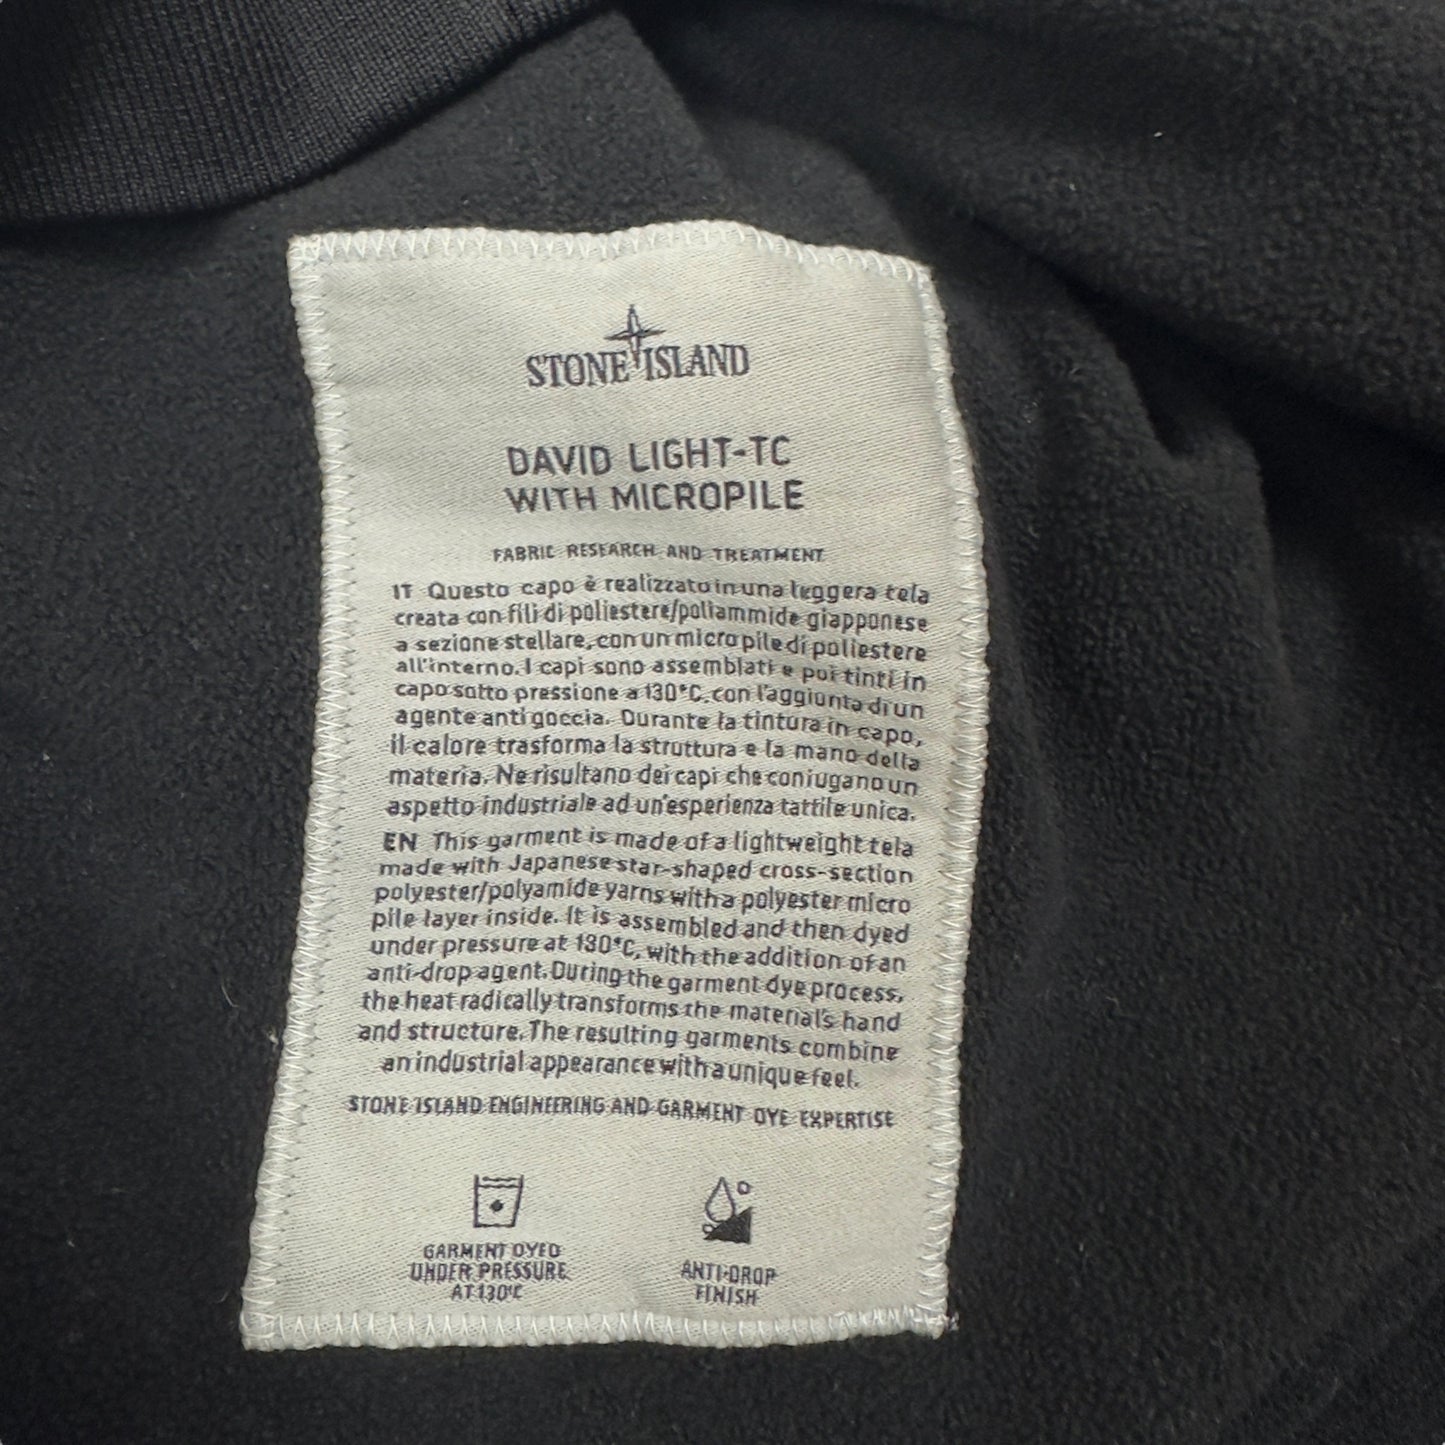 STONE ISLAND
DAVID LIGHT-TC
WITH MICROPILE
FABRIC RESEARCH AND TREATMENT
IT Questo capo è realizzato in una leggera tela
creata con fili di poliestere/poliammide giapponese
a sezione stellare, con un micro pile di poliestere
all'interno. I capi sono assemblati e poi tinti in
capo sotto pressione a 130°C, con l'aggiunta di un
agente anti goccia. Durante la tintura in capo,
il calore trasforma la struttura e la mano della
materia. Ne risultano dei capi che coniugano un
aspetto industriale ad un'esperienza tattile unica.
EN This garment is made of a lightweight tela
made with Japanese star-shaped cross-section
polyester/polyamide yarns with a polyester micro
pile layer inside. It is assembled and then dyed
under pressure at 130°C, with the addition of an
anti-drop agent. During the garment dye process,
the heat radically transforms the material's hand
and structure. The resulting garments combine
an industrial appearance with a unique feel.
STONE ISLAND ENGINEERING AND GARMENT DYE EXPERTISE
GARMENT DYED
UNDER PRESSURE
AT 130°C
ANTI-DROP
FINISH